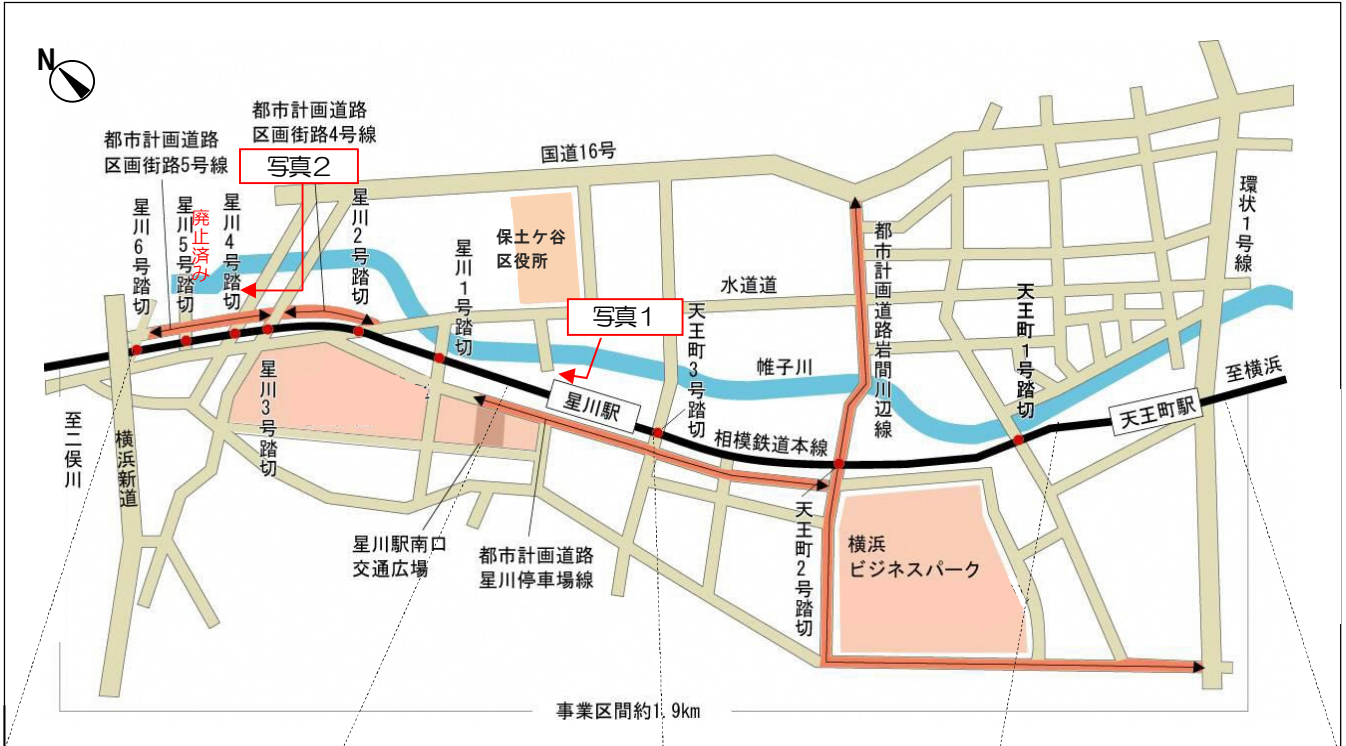 N
都市計画道路
区画街路4号線
都市計画道路
区画街路5号線
写真2
国道16号
星川6号踏切
星川5号踏切
廃止済み
星川4号踏切
星川2号踏切
星川1号踏切
保土ケ谷
区役所
水道道
写真1
天王町3号踏切
都市計画道路岩間川辺線
天王町1号踏切
環状1号線
帷子川
至横浜
天王町駅
星川駅
相模鉄道本線
星川3号踏切
至二俣川
横浜新道
星川駅南口
交通広場
都市計画道路
星川停車場線
天王町2号踏切
横浜
ビジネスパーク
事業区間約1.9km